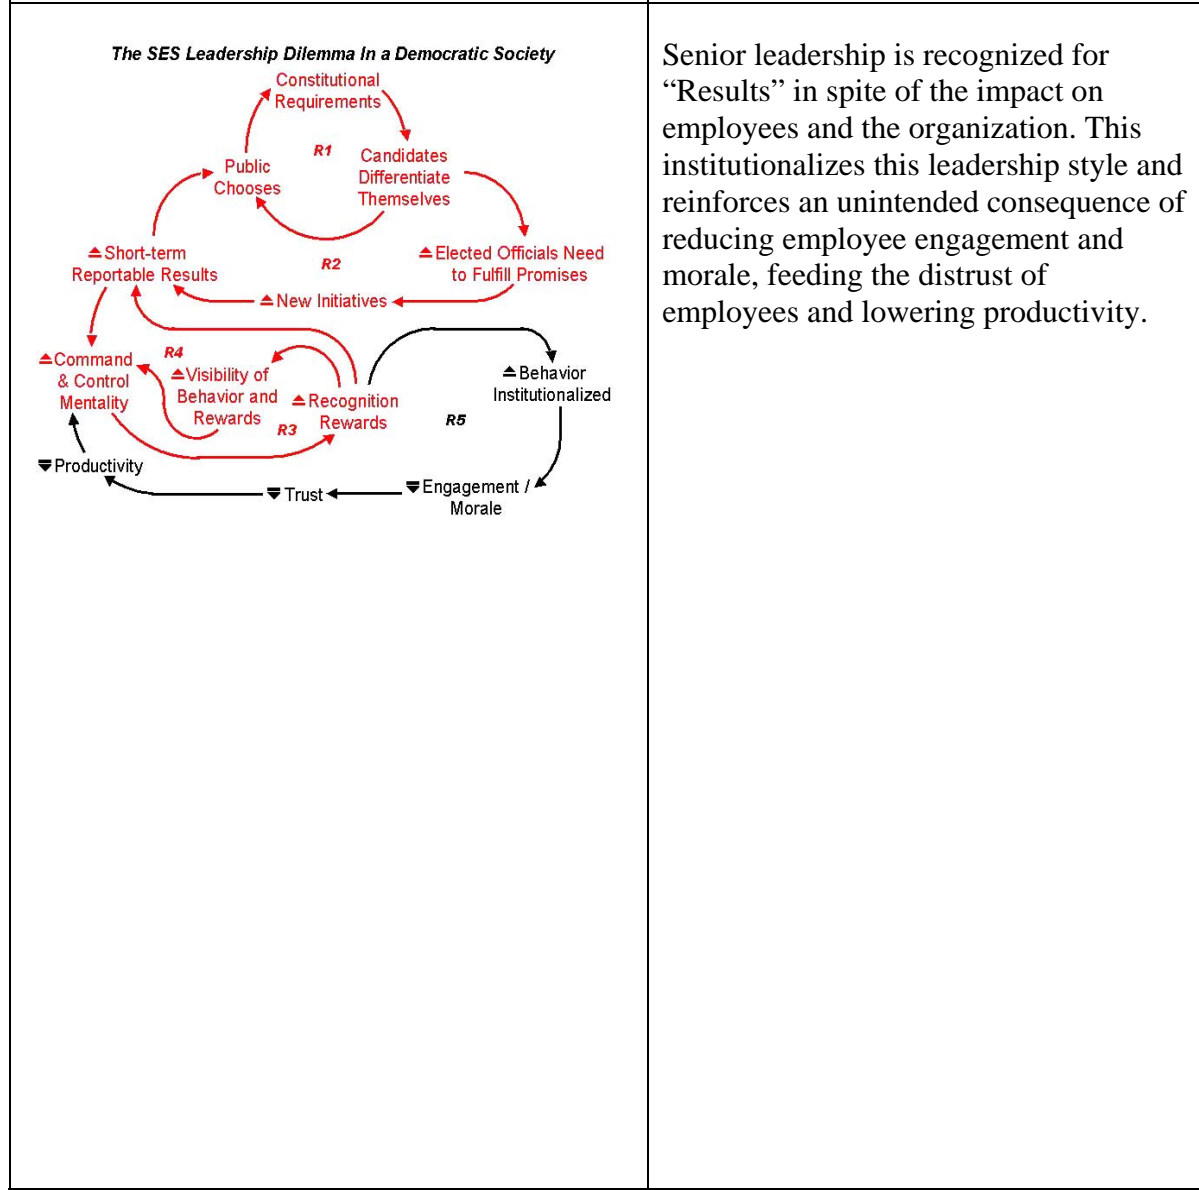 The SES Leadership Dilemma In a Democratic Society
Constitutional
Requirements
R1
Candidates
Differentiate
Themselves
Public
Chooses
Short-term
Reportable Results
R2
Elected Officials Need
to Fulfill Promises
New Initiatives
Command
& Control
Mentality
R4
Visibility of
Behavior and
Rewards
R3
Recognition
Rewards
R5
Behavior
Institutionalized
Productivity
Trust
Engagement /
Morale
Senior leadership is recognized for
“Results” in spite of the impact on
employees and the organization. This
institutionalizes this leadership style and
reinforces an unintended consequence of
reducing employee engagement and
morale, feeding the distrust of
employees and lowering productivity.